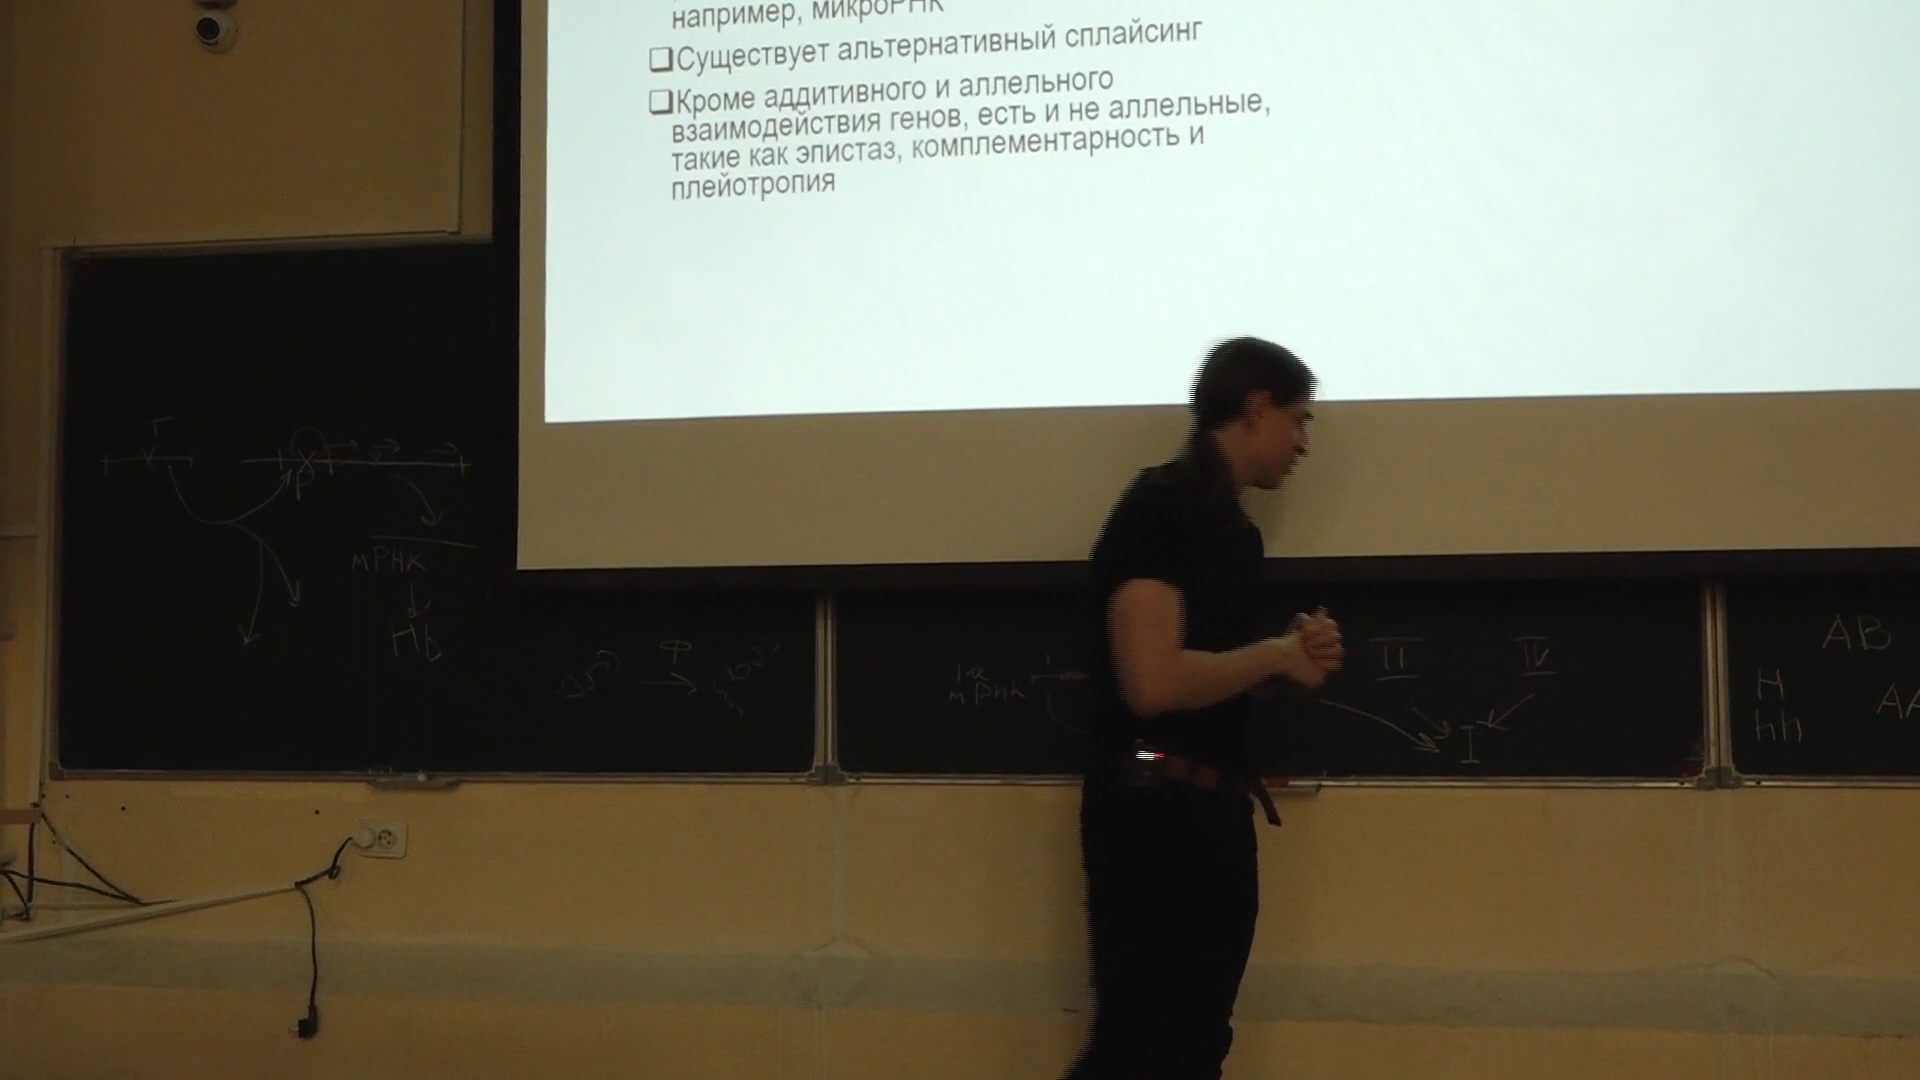 например, микроРНК
❑Существует альтернативный сплайсинг
❑Кроме аддитивного и аллельного
взаимодействия генов, есть и не аллельные,
такие как эпистаз, комплементарность и
плейотропия
Г
Р
мРНК
Hb
Ф
мРНК
II
IV
I
AB
H
hh